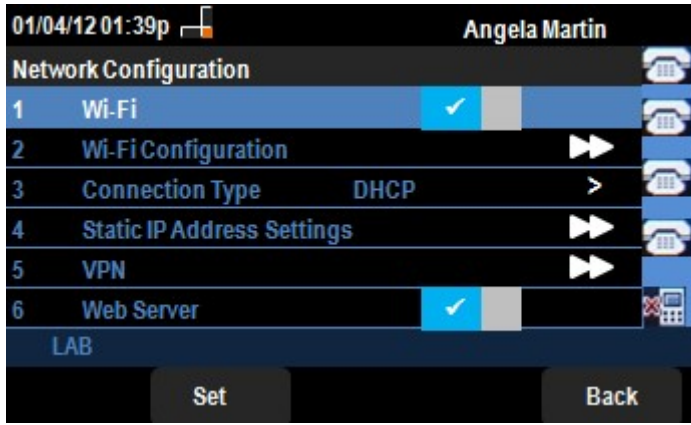 01/04/12 01:39p Angela Martin
Network Configuration
1 Wi-Fi
2 Wi-Fi Configuration
3 Connection Type DHCP >
4 Static IP Address Settings
5 VPN
6 Web Server
LAB
Set Back